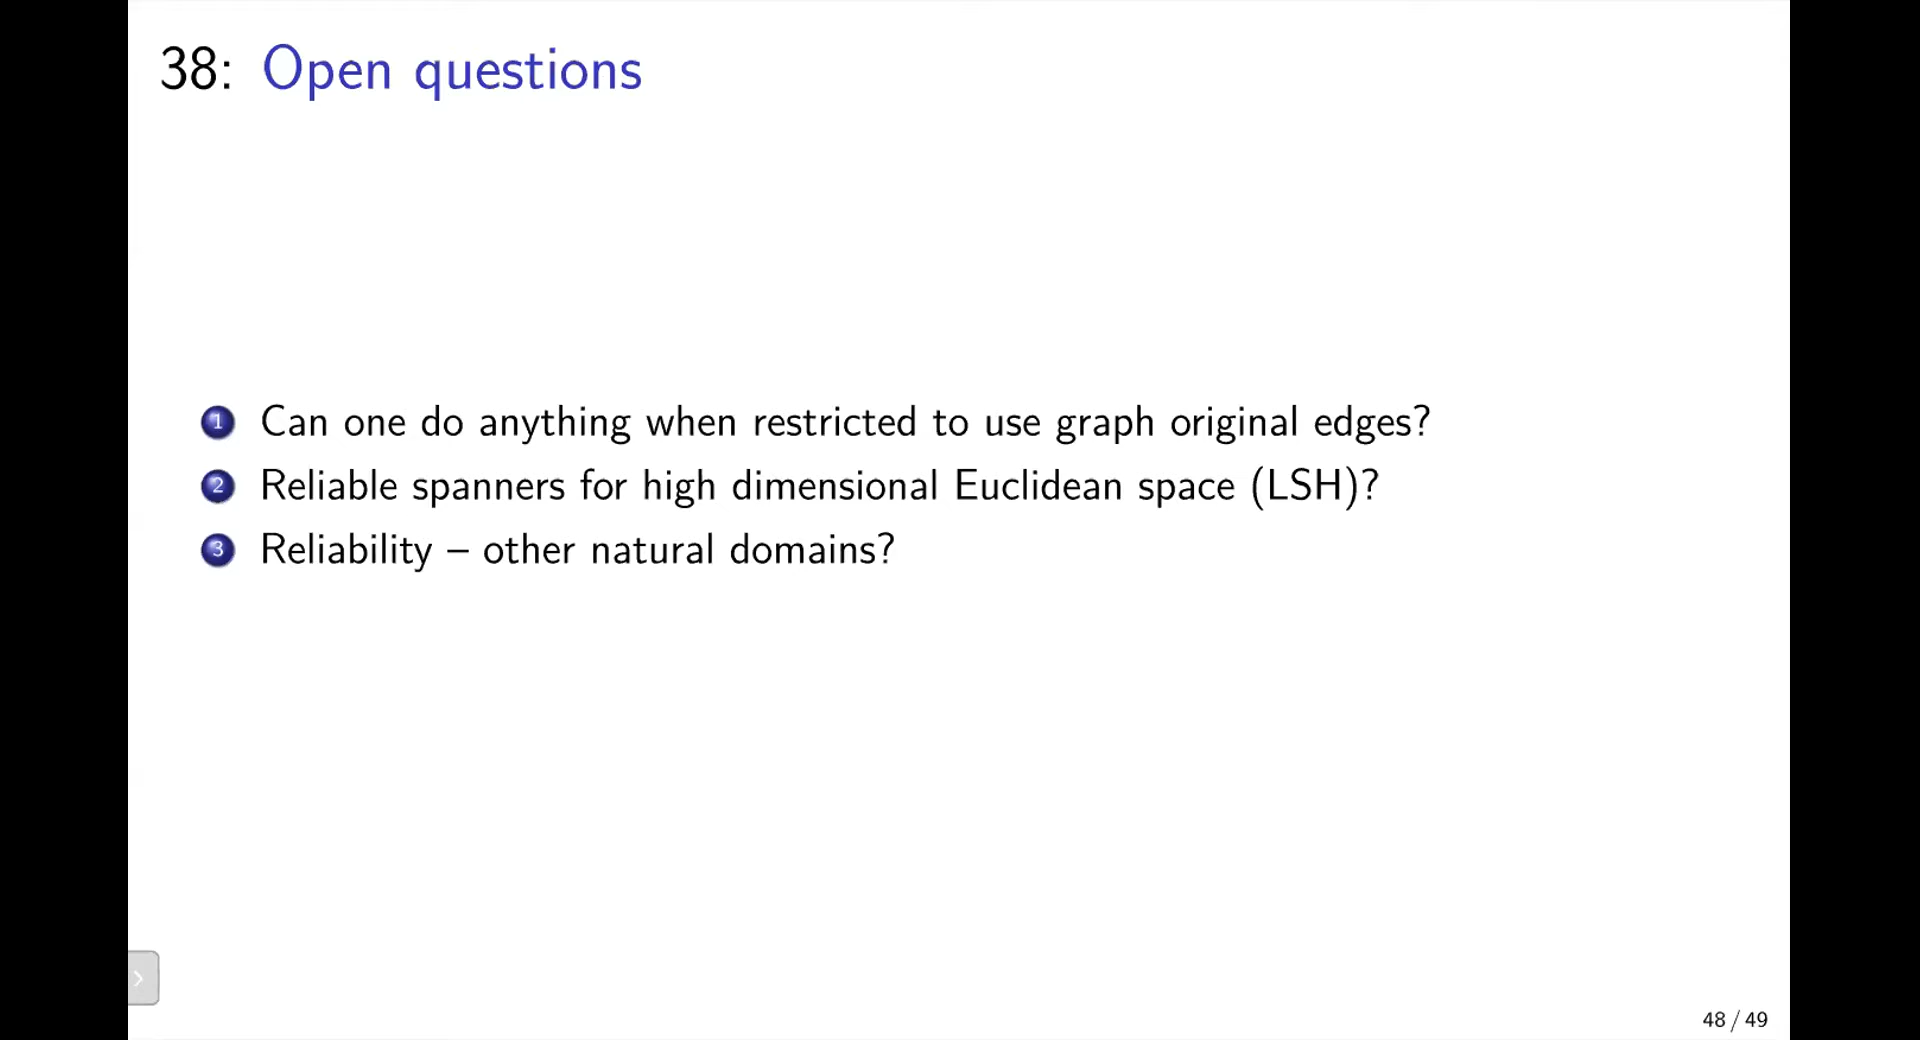 38: Open questions
1 Can one do anything when restricted to use graph original edges?
2 Reliable spanners for high dimensional Euclidean space (LSH)?
3 Reliability – other natural domains?
48 / 49